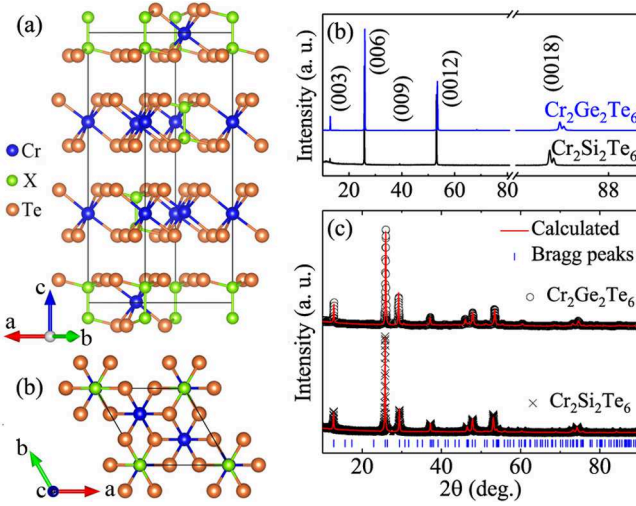 (a)
Cr
X
Te
c
a
b
(b)
b
c
a
(b)
Intensity (a. u.)
(003)
(006)
(009)
(0012)
(0018)
Cr₂Ge₂Te₆
Cr₂Si₂Te₆
20 40 60 80 88
(c)
Calculated
Bragg peaks
Cr₂Ge₂Te₆
Cr₂Si₂Te₆
Intensity (a. u.)
20 40 60 80
2θ (deg.)